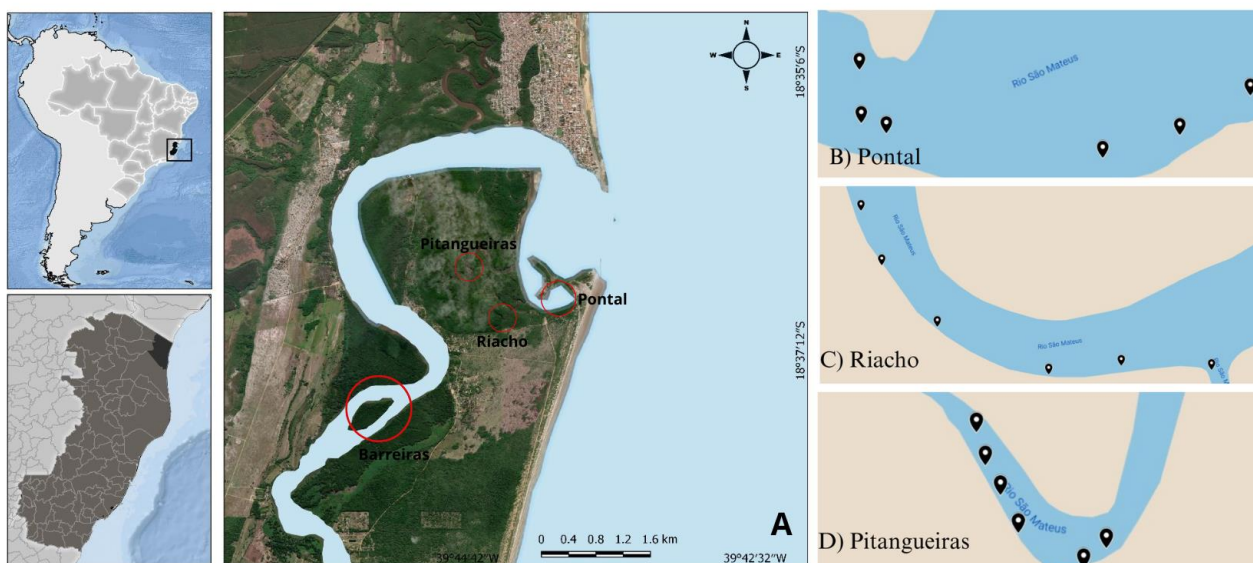 N
W
E
S
18°35′6″S
Pitangueiras
Pontal
Riacho
18°37′12″S
Barreiras
A
0 0.4 0.8 1.2 1.6 km
39°44′42″W
39°42′32″W
Rio São Mateus
B) Pontal
Rio São Mateus
Rio São Mateus
C) Riacho
Rio São Mateus
D) Pitangueiras